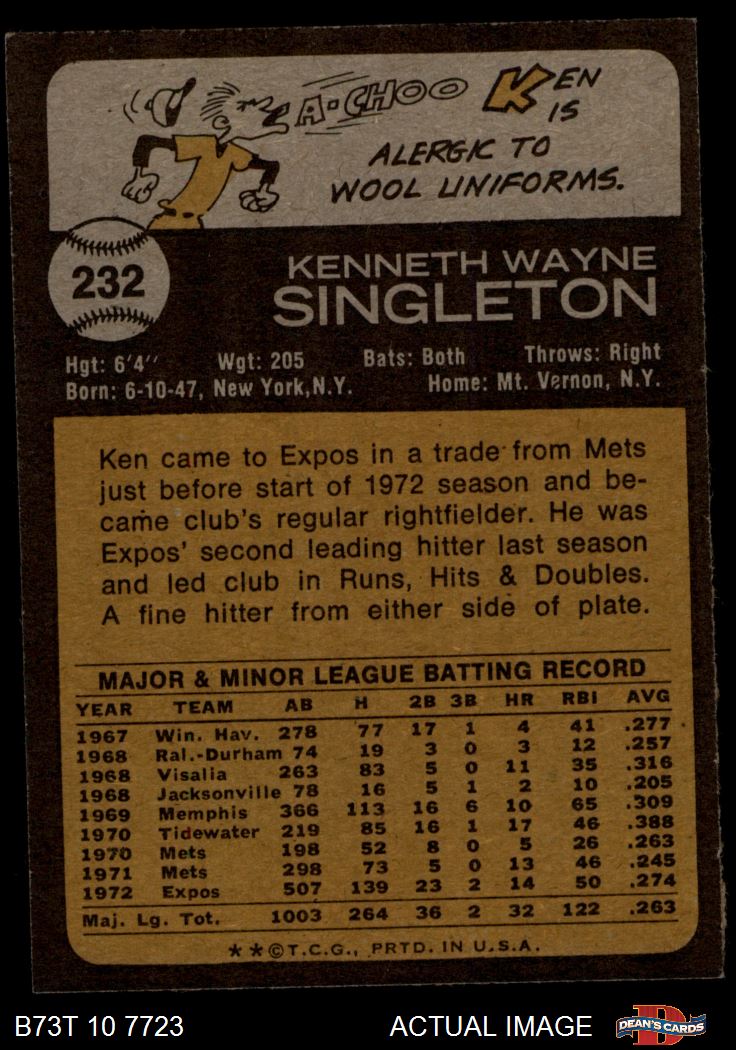 A-CHOO KEN
IS
ALERGIC TO
WOOL UNIFORMS.
232
KENNETH WAYNE
SINGLETON
Hgt: 6'4'' Wgt: 205 Bats: Both Throws: Right
Born: 6-10-47, New York,N.Y. Home: Mt. Vernon, N.Y.
Ken came to Expos in a trade from Mets
just before start of 1972 season and be-
came club's regular rightfielder. He was
Expos' second leading hitter last season
and led club in Runs, Hits & Doubles.
A fine hitter from either side of plate.
MAJOR & MINOR LEAGUE BATTING RECORD
YEAR TEAM AB H 2B 3B HR RBI AVG
1967 Win. Hav. 278 77 17 1 4 41 .277
1968 Ral.-Durham 74 19 3 0 3 12 .257
1968 Visalia 263 83 5 0 11 35 .316
1968 Jacksonville 78 16 5 1 2 10 .205
1969 Memphis 366 113 16 6 10 65 .309
1970 Tidewater 219 85 16 1 17 46 .388
1970 Mets 198 52 8 0 5 26 .263
1971 Mets 298 73 5 0 13 46 .245
1972 Expos 507 139 23 2 14 50 .274
Maj. Lg. Tot. 1003 264 36 2 32 122 .263
**©T.C.G., PRTD. IN U.S.A.
B73T 10 7723 ACTUAL IMAGE D DEAN'S CARDS